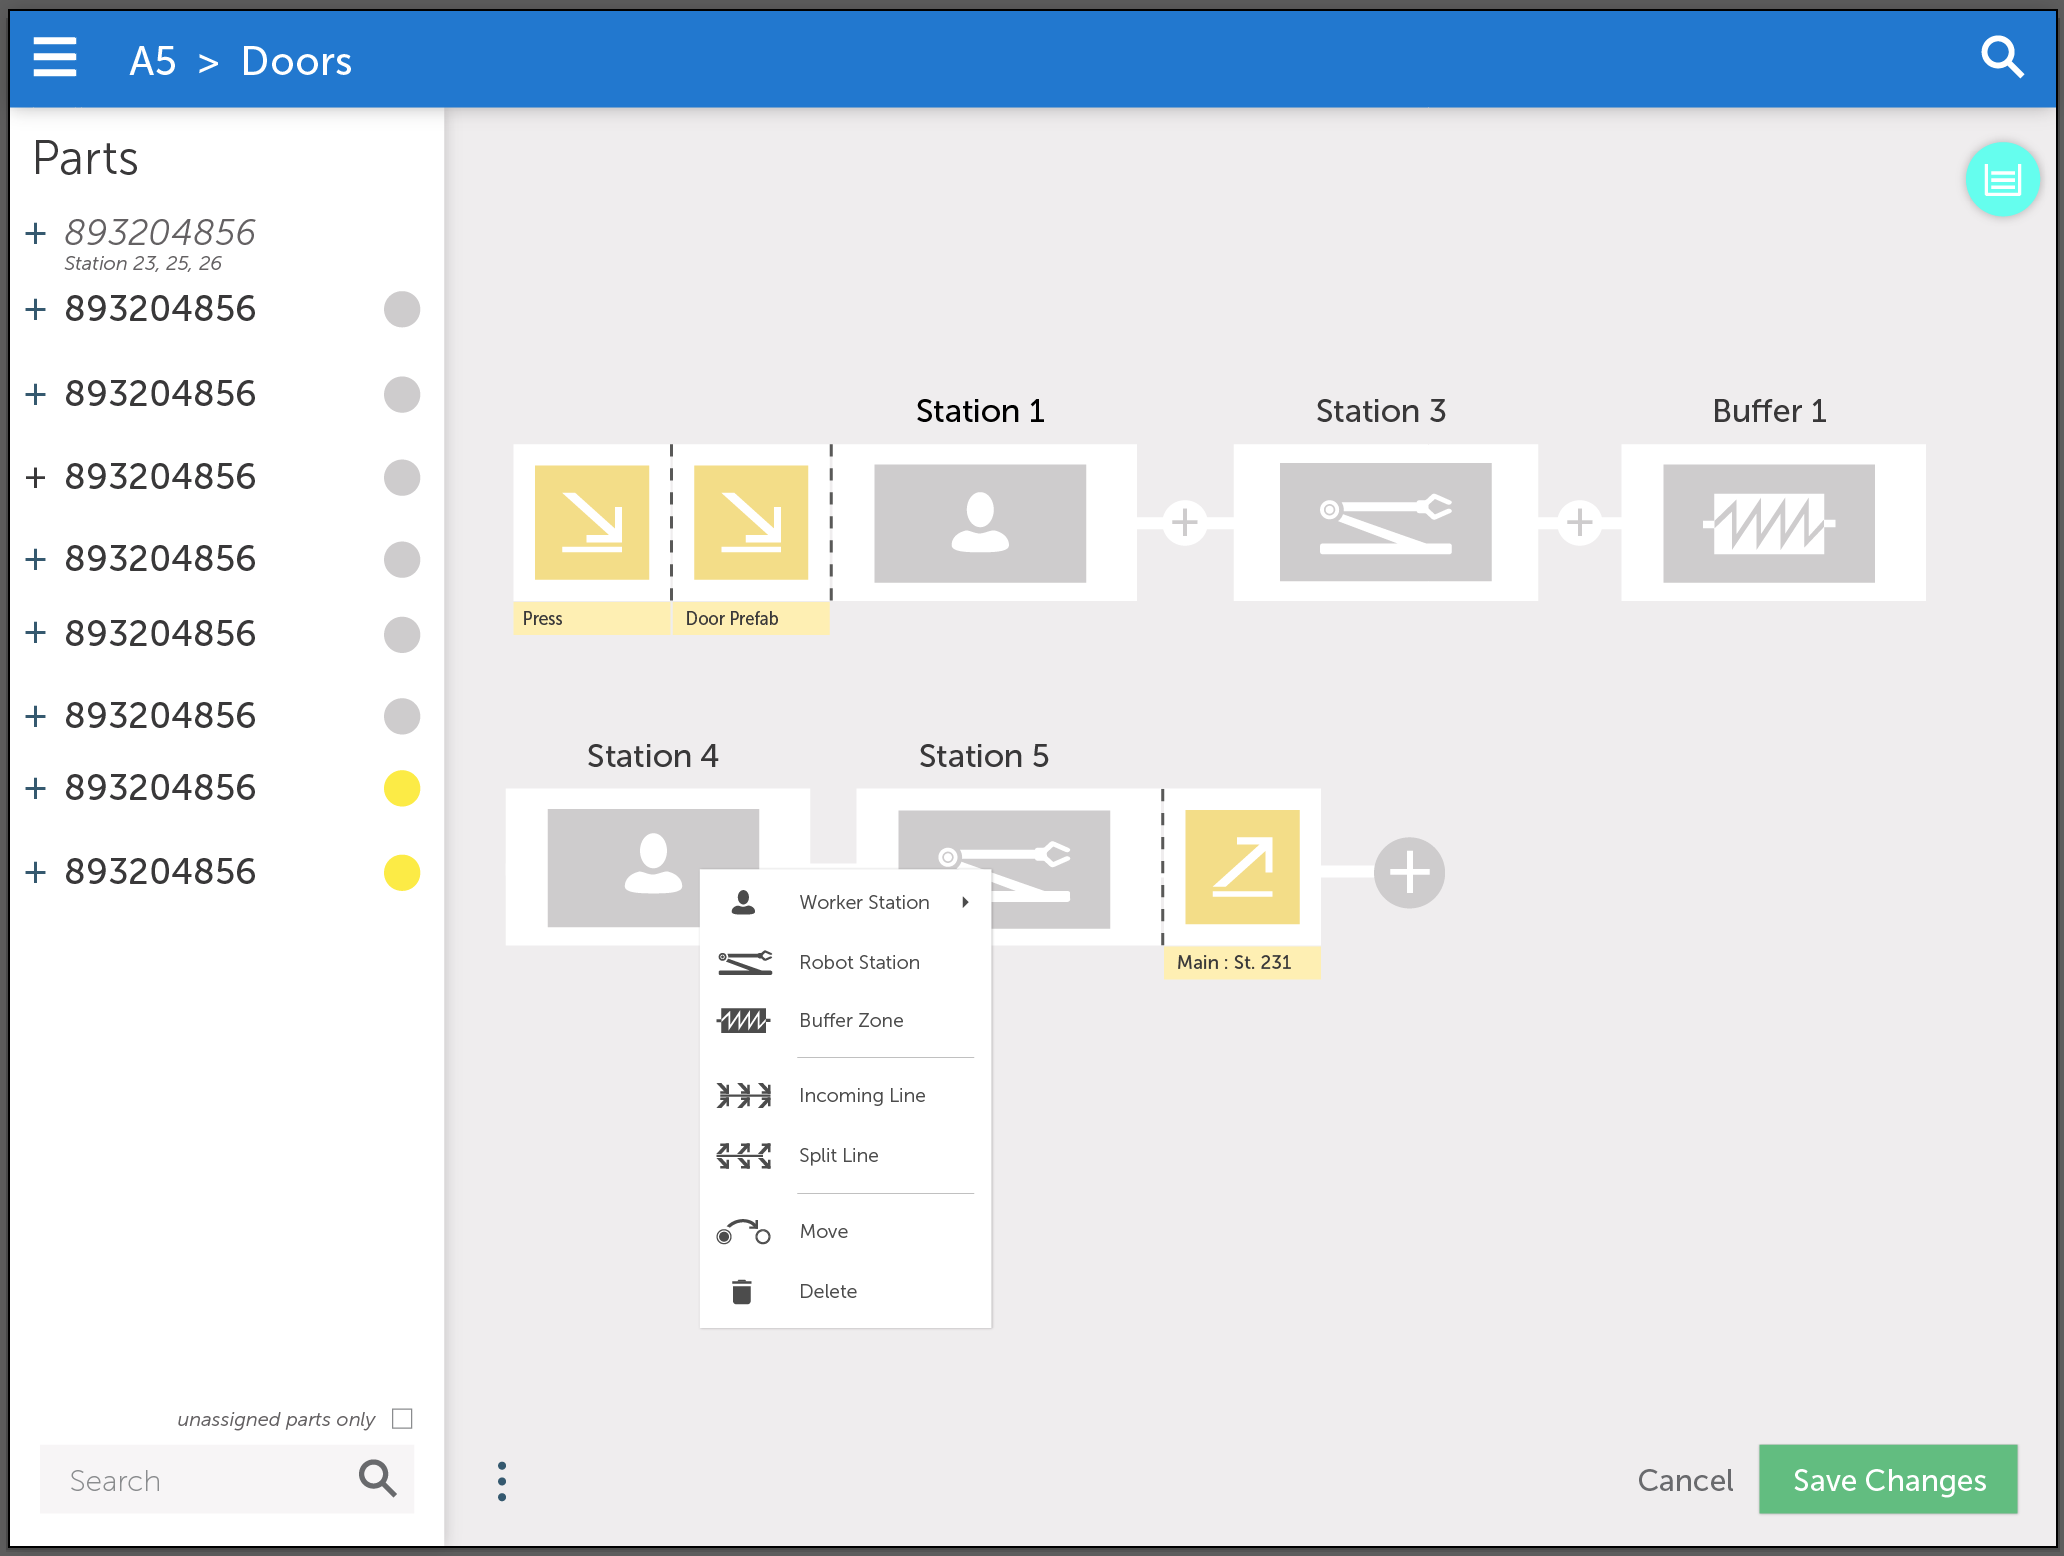 A5 > Doors
Parts
+ 893204856
Station 23, 25, 26
+ 893204856
+ 893204856
+ 893204856
+ 893204856
+ 893204856
+ 893204856
+ 893204856
+ 893204856
unassigned parts only
Search
Station 1
Station 3
Buffer 1
Press
Door Prefab
Station 4
Station 5
Main : St. 231
Worker Station
Robot Station
Buffer Zone
Incoming Line
Split Line
Move
Delete
Cancel
Save Changes